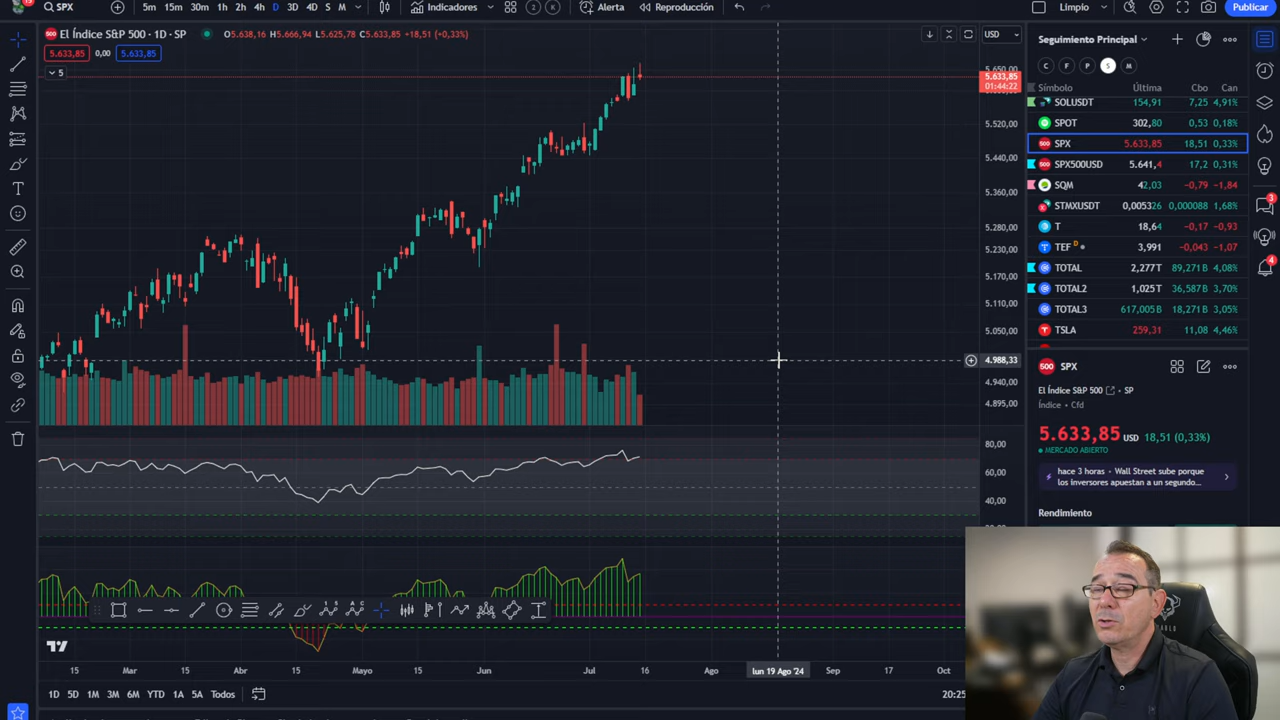 SPX
5m 15m 30m 1h 2h 4h D 3D 4D S M
Indicadores
Alerta
Reproducción
Limpio
Publicar
El Índice S&P 500 · 1D · SP O5.638,16 H5.666,94 L5.625,78 C5.633,85 +18,51 (+0,33%)
5.633,85 0,00 5.633,85
5
USD
5.650,00
5.633,85
01:44:22
5.520,00
5.440,00
5.360,00
5.280,00
5.230,00
5.170,00
5.110,00
5.050,00
4.988,33
4.940,00
4.895,00
80,00
60,00
40,00
15 Mar 15 Abr 15 Mayo 15 Jun Jul 16 Ago lun 19 Ago '24 Sep 17 Oct
1D 5D 1M 3M 6M YTD 1A 5A Todos
20:25
Seguimiento Principal
C F P S M
Símbolo Última Cbo Can
SOLUSDT 154,91 7,25 4,91%
SPOT 302,80 0,53 0,18%
SPX 5.633,85 18,51 0,33%
SPX500USD 5.641,4 17,2 0,31%
SQM 42,03 -0,79 -1,84
STMXUSDT 0,005326 0,000088 1,68%
T 18,64 -0,17 -0,93
TEF D 3,991 -0,043 -1,07
TOTAL 2,277T 89,271B 4,08%
TOTAL2 1,025T 36,587B 3,70%
TOTAL3 617,005B 18,271B 3,05%
TSLA 259,31 11,08 4,46%
SPX
El Índice S&P 500 · SP
Índice · Cfd
5.633,85 USD 18,51 (0,33%)
MERCADO ABIERTO
hace 3 horas · Wall Street sube porque
los inversores apuestan a un segundo...
Rendimiento